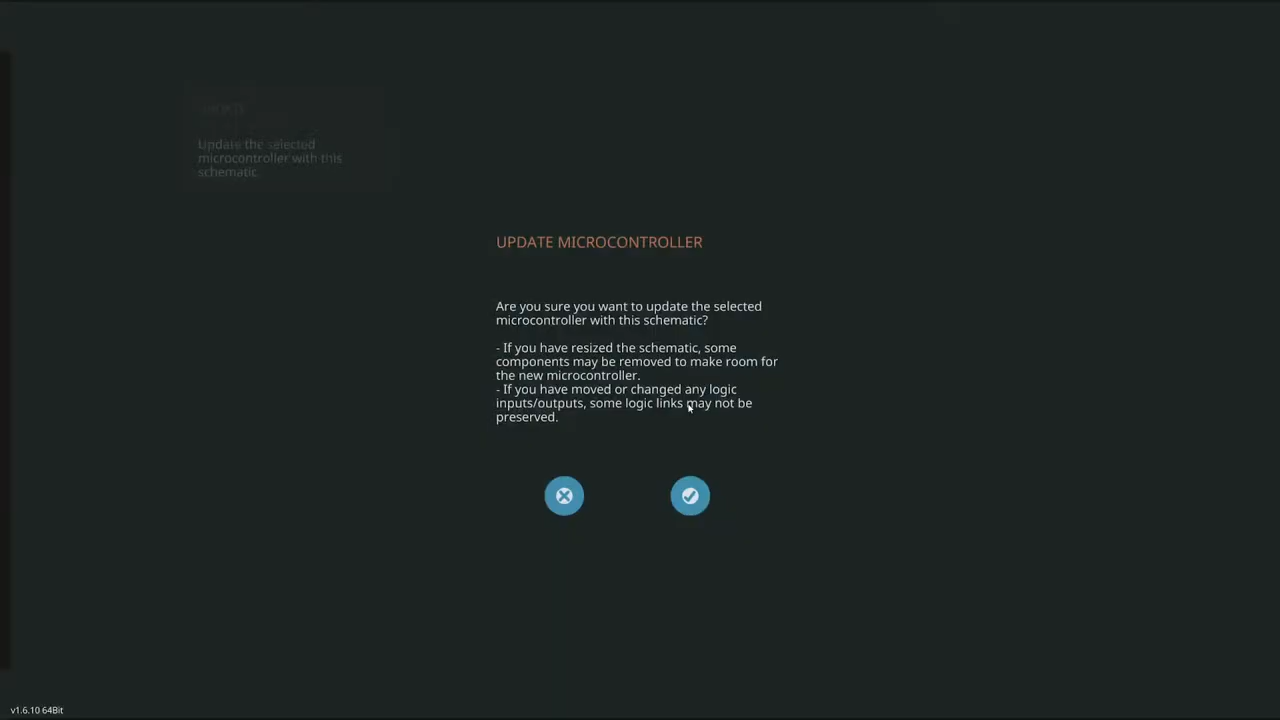 Update the selected
microcontroller with this
schematic.
UPDATE MICROCONTROLLER
Are you sure you want to update the selected
microcontroller with this schematic?
- If you have resized the schematic, some
components may be removed to make room for
the new microcontroller.
- If you have moved or changed any logic
inputs/outputs, some logic links may not be
preserved.
v1.6.10 64Bit